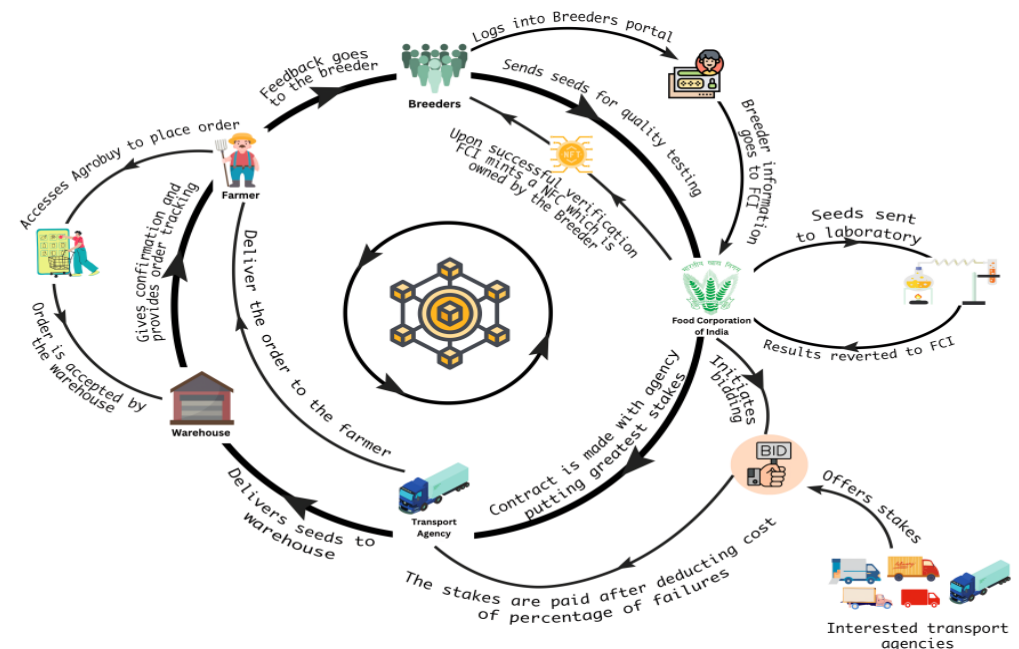 Logs into Breeders portal
Feedback goes
to the breeder
Breeders
Sends seeds for quality testing
Breeder information
goes to FCI
Upon successful verification
FCI mints a NFC which is
owned by the Breeder
NFT
Accesses Agrobuy to place order
Farmer
Gives confirmation and
provides order tracking
Seeds sent
to laboratory
Food Corporation
of India
Results reverted to FCI
Deliver the order to the farmer
Order is accepted by
the warehouse
Initiates
bidding
Contract is made with agency
putting greatest stakes
Warehouse
BID
Delivers seeds to
warehouse
Transport
Agency
Offers stakes
The stakes are paid after deducting cost
of percentage of failures
Interested transport
agencies